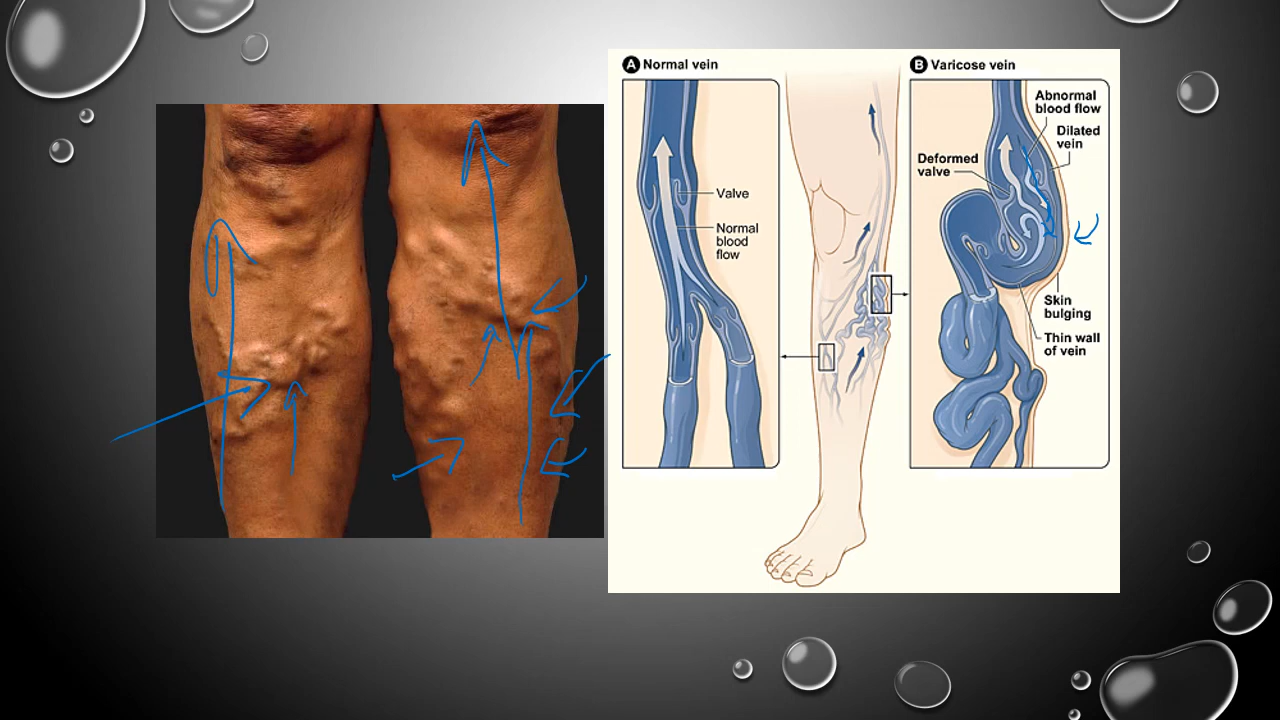 A Normal vein
Valve
Normal
blood
flow
B Varicose vein
Abnormal
blood flow
Dilated
vein
Deformed
valve
Skin
bulging
Thin wall
of vein